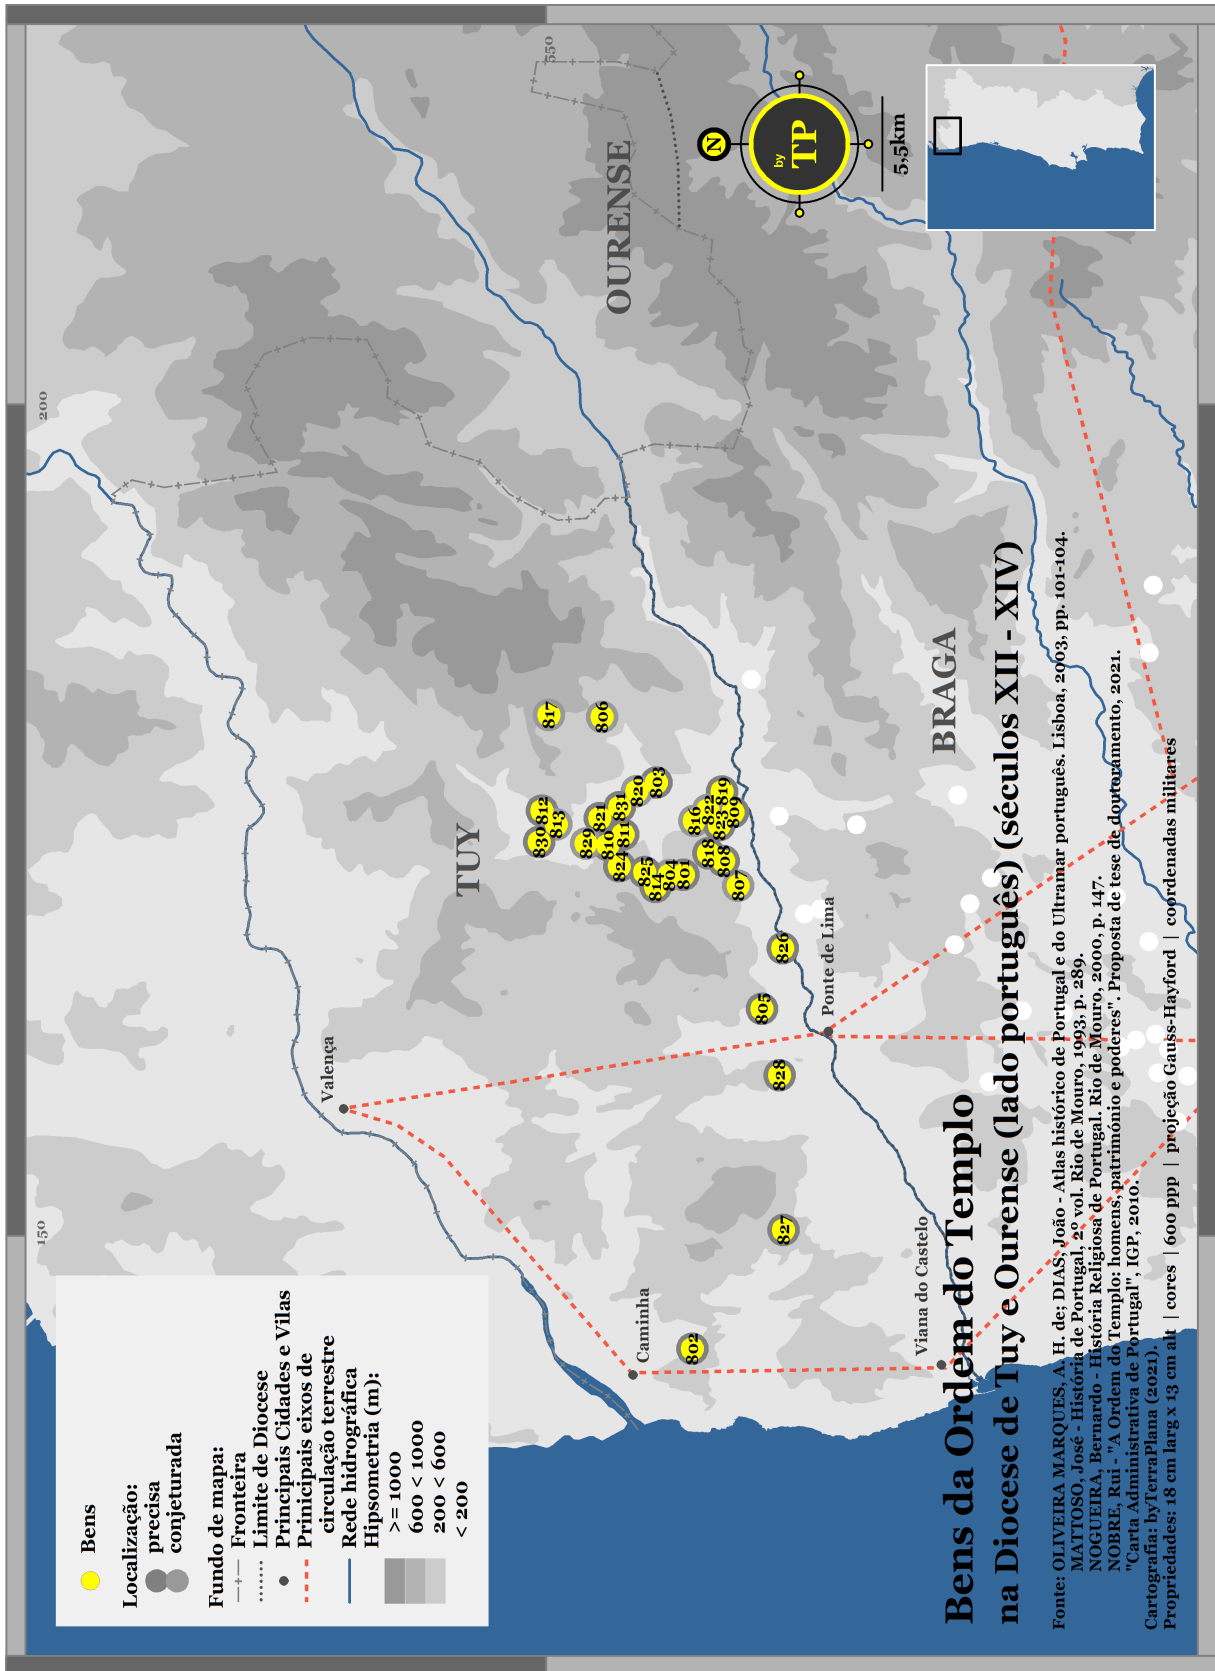 Bens
Localização:
precisa
conjeturada
Fundo de mapa:
Fronteira
Limite de Diocese
Principais Cidades e Vilas
Prinicipais eixos de
circulação terrestre
Rede hidrográfica
Hipsometria (m):
>= 1000
600 < 1000
200 < 600
< 200
150
200
550
TUY
OURENSE
BRAGA
Valença
Caminha
Viana do Castelo
Ponte de Lima
802
827
828
805
826
807
808
818
823
822
816
809
819
801
804
814
825
824
811
810
829
821
831
820
803
830
813
812
817
806
N
by
TP
5,5km
Bens da Ordem do Templo
na Diocese de Tuy e Ourense (lado português) (séculos XII - XIV)
Fonte: OLIVEIRA MARQUES, A. H. de; DIAS, João - Atlas histórico de Portugal e do Ultramar português. Lisboa, 2003, pp. 101-104.
MATTOSO, José - História de Portugal, 2º vol. Rio de Mouro, 1993, p. 289.
NOGUEIRA, Bernardo - História Religiosa de Portugal. Rio de Mouro, 2000, p. 147.
NOBRE, Rui - "A Ordem do Templo: homens, património e poderes". Proposta de tese de doutoramento, 2021.
"Carta Administrativa de Portugal", IGP, 2010.
Cartografia: byTerraPlana (2021).
Propriedades: 18 cm larg x 13 cm alt | cores | 600 ppp | projeção Gauss-Hayford | coordenadas militares